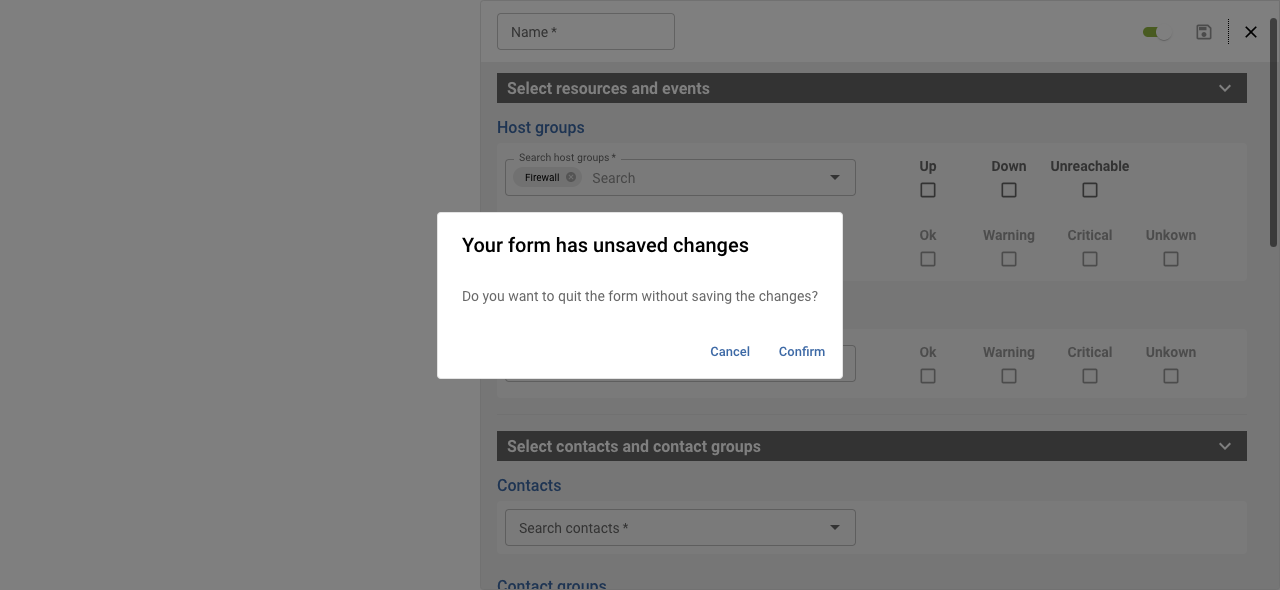 Name *
Select resources and events
Host groups
Search host groups *
Firewall
Search
Up
Down
Unreachable
Ok
Warning
Critical
Unkown
Your form has unsaved changes
Do you want to quit the form without saving the changes?
Cancel
Confirm
Ok
Warning
Critical
Unkown
Select contacts and contact groups
Contacts
Search contacts *
Contact groups